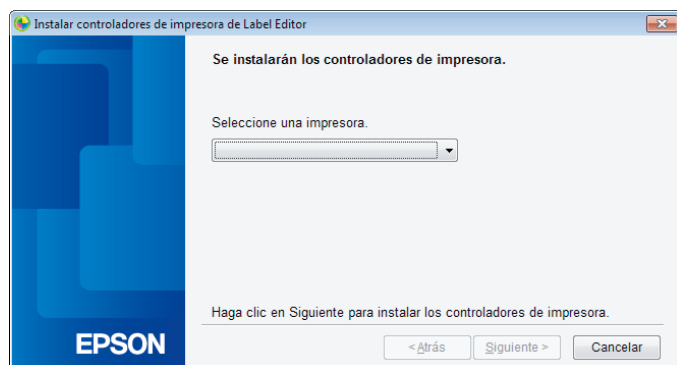 Instalar controladores de impresora de Label Editor
Se instalarán los controladores de impresora.
Seleccione una impresora.
Haga clic en Siguiente para instalar los controladores de impresora.
EPSON
< Atrás
Siguiente >
Cancelar